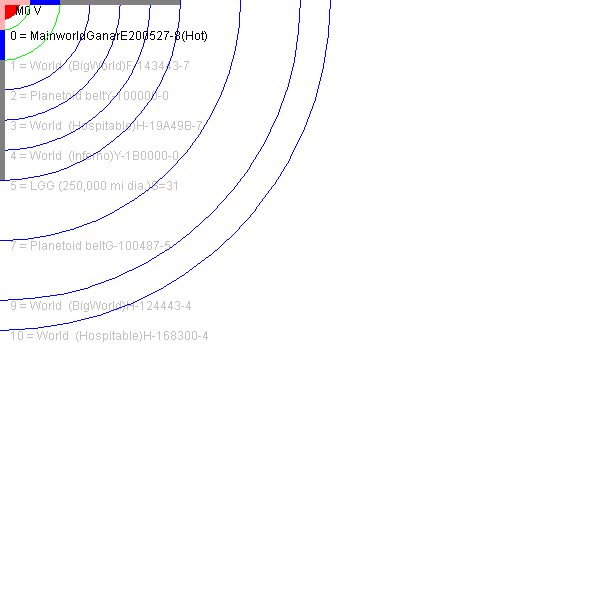 M0 V
0 = MainworldGanarE200527-8(Hot)
1 = World  (BigWorld)F-143443-7
2 = Planetoid beltY-100000-0
3 = World  (Hospitable)H-19A49B-7
4 = World  (Inferno)Y-1B0000-0
5 = LGG (250,000 mi dia.)S=31
7 = Planetoid beltG-100487-5
9 = World  (BigWorld)H-124443-4
10 = World  (Hospitable)H-168300-4